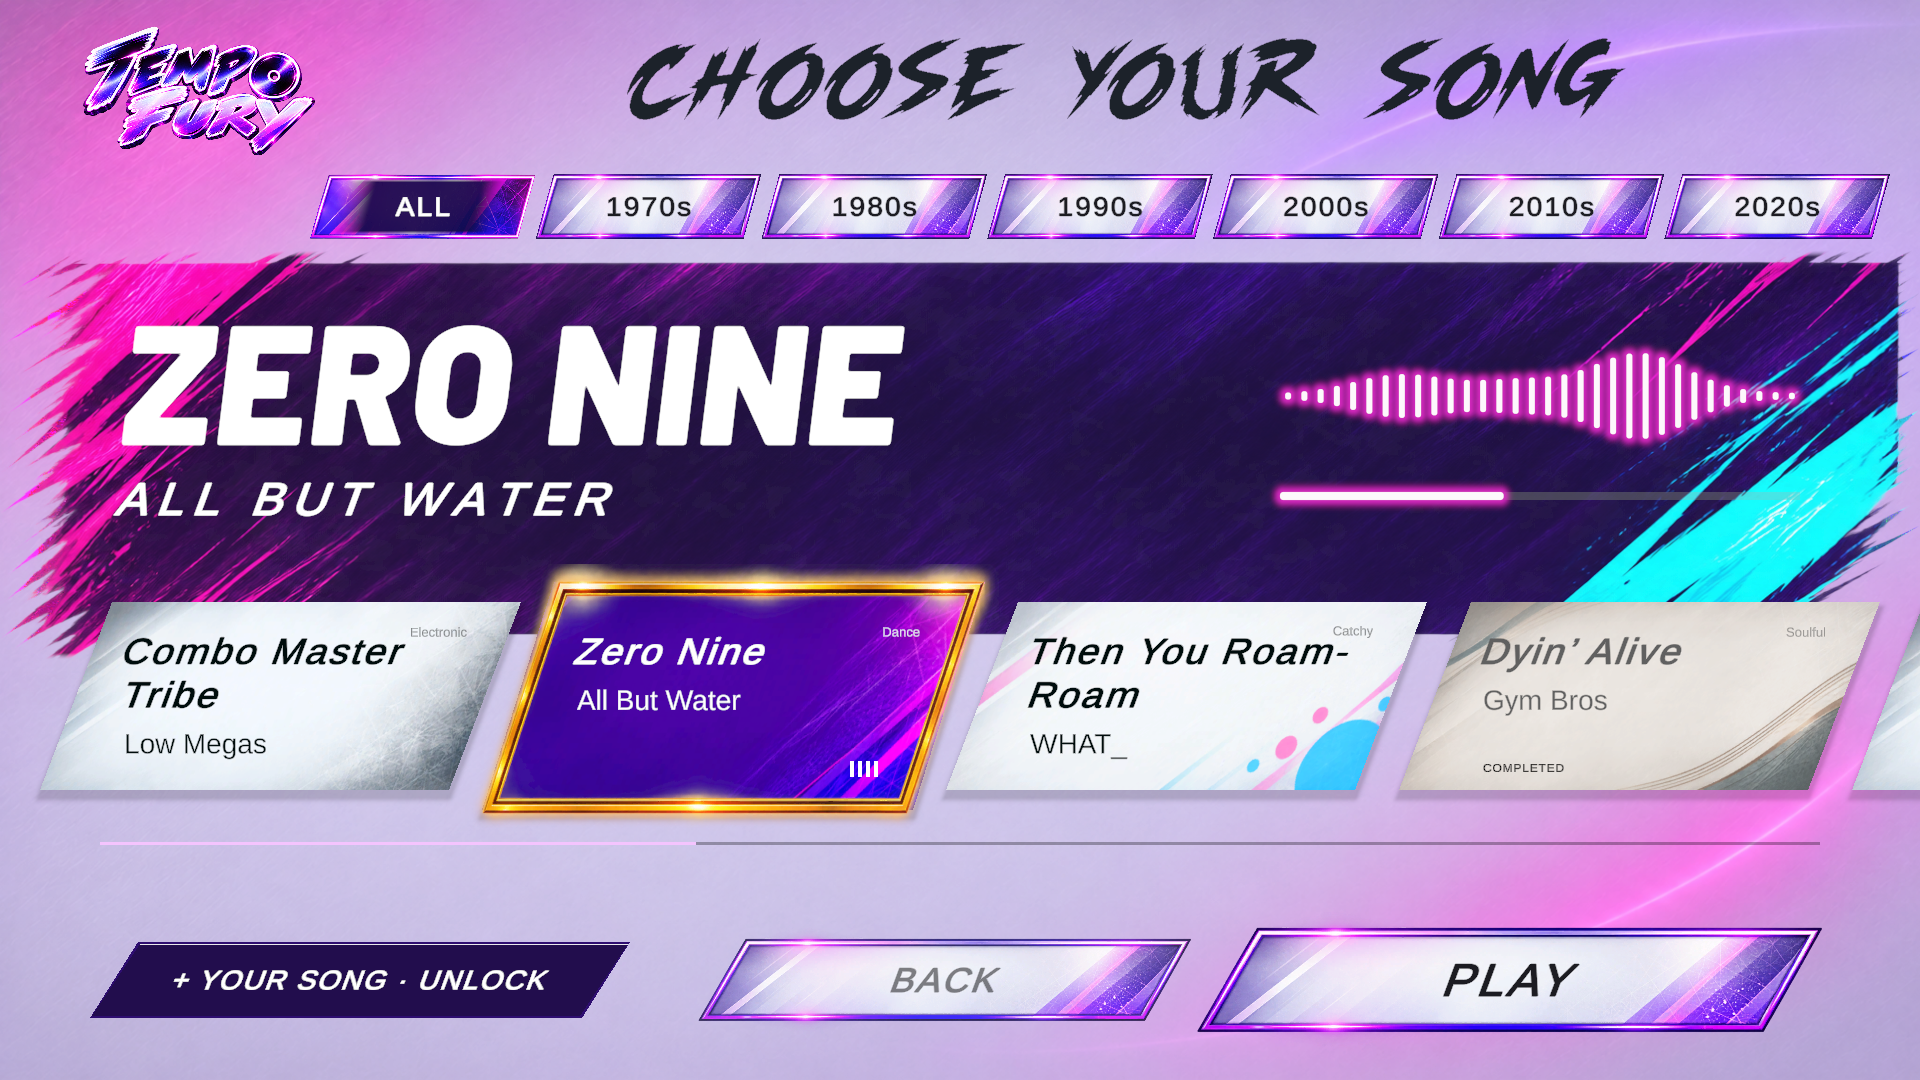 TEMPO
FURY
CHOOSE YOUR SONG
ALL
1970s
1980s
1990s
2000s
2010s
2020s
ZERO NINE
ALL BUT WATER
Combo Master
Tribe
Electronic
Low Megas
Zero Nine
Dance
All But Water
Then You Roam-
Roam
Catchy
WHAT_
Dyin’ Alive
Soulful
Gym Bros
COMPLETED
+ YOUR SONG · UNLOCK
BACK
PLAY